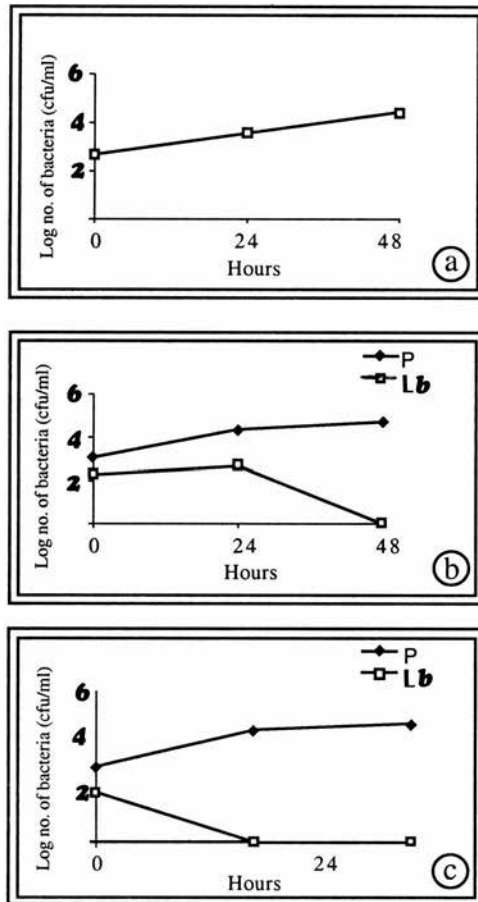 Log no. of bacteria (cfu/ml)
6
4
2
0 24 48
Hours
a
P
Lb
Log no. of bacteria (cfu/ml)
6
4
2
0 24 48
Hours
b
P
Lb
Log no. of bacteria (cfu/ml)
6
4
2
0 24
Hours
c